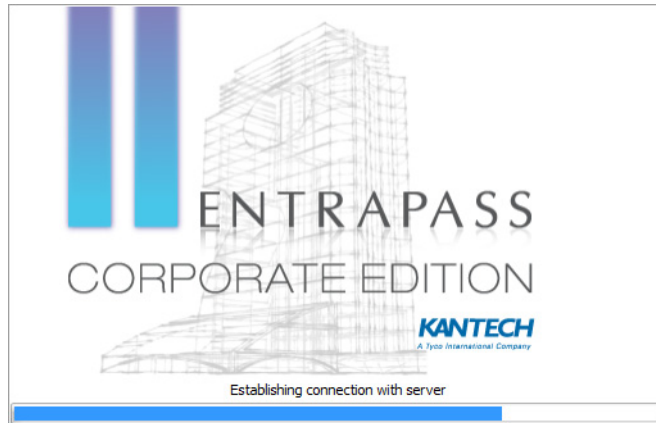 ENTRAPASS
CORPORATE EDITION
KANTECH
A Tyco International Company
Establishing connection with server